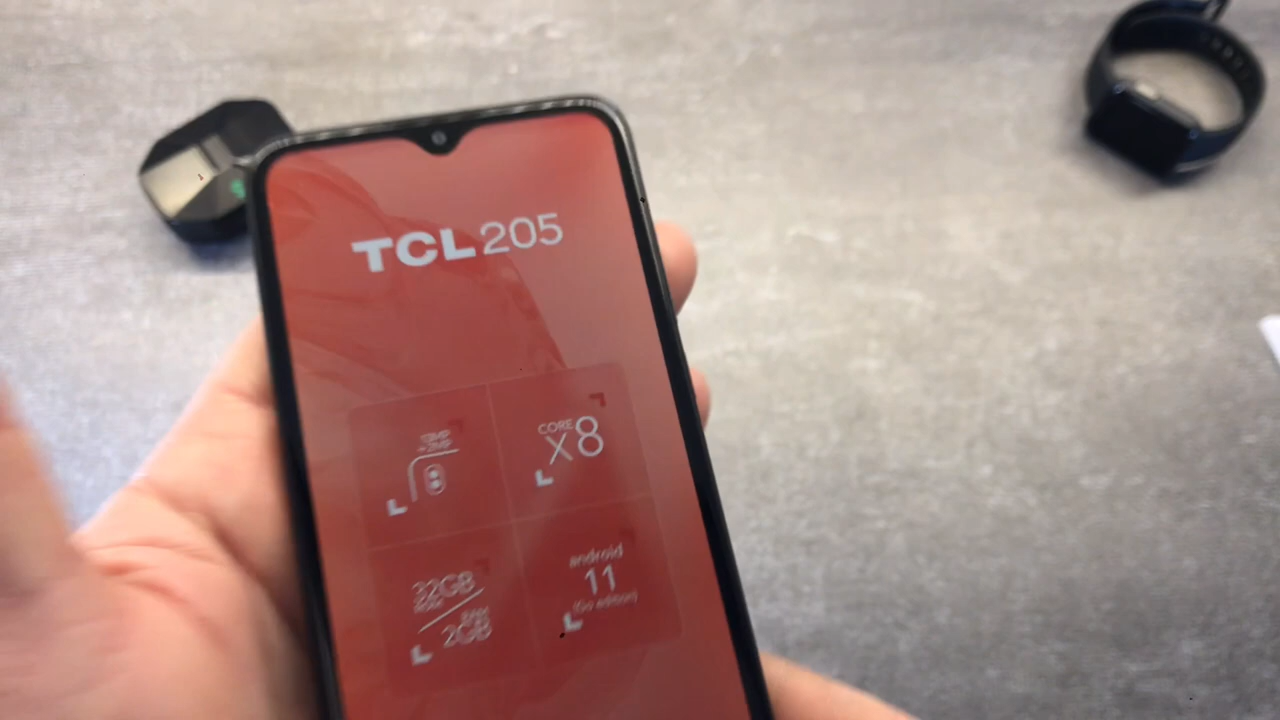 TCL 205
CORE
X8
32GB
2GB
android
11
(Go edition)